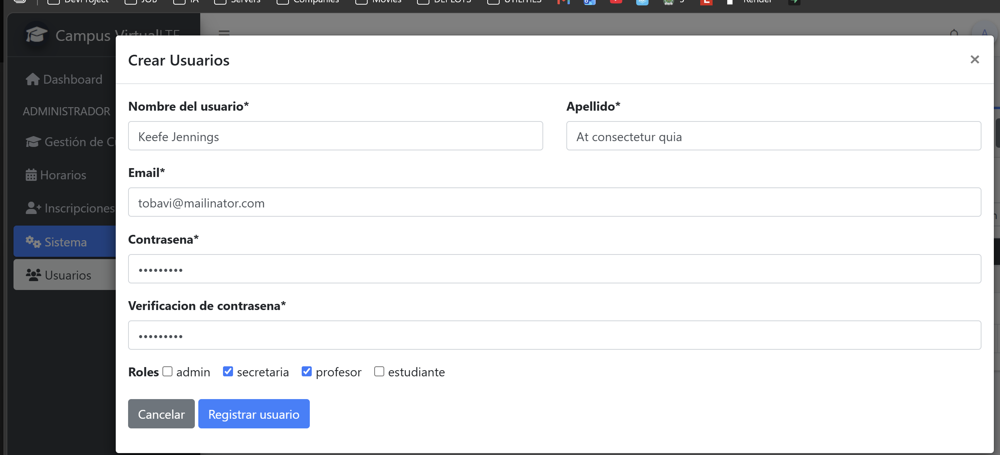 DevProject JOB IA Servers Companies Movies DEPLOYS UTILITIES Render
Campus Virtual
A
Crear Usuarios
Dashboard
ADMINISTRADOR
Gestión de
Horarios
Inscripciones
Sistema
Usuarios
Nombre del usuario* Apellido*
Keefe Jennings At consectetur quia
Email*
tobavi@mailinator.com
Contrasena*
•••••••••
Verificacion de contrasena*
•••••••••
Roles admin secretaria profesor estudiante
Cancelar Registrar usuario